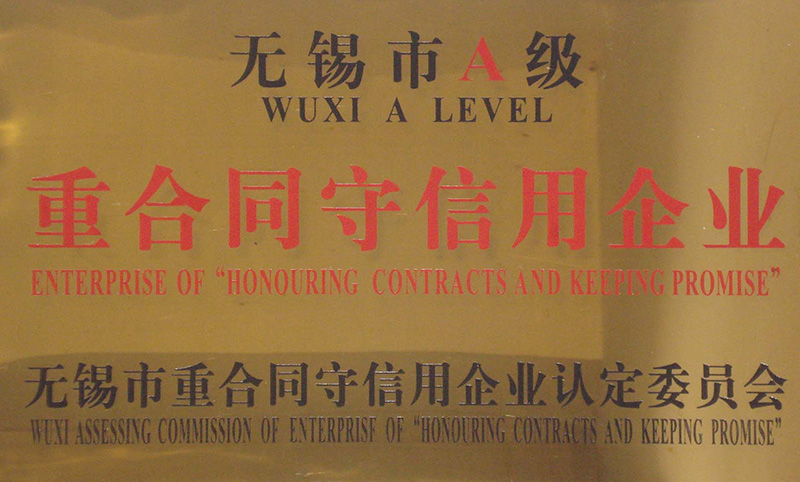 无锡市A级
WUXI A LEVEL
重合同守信用企业
ENTERPRISE OF "HONOURING CONTRACTS AND KEEPING PROMISE"
无锡市重合同守信用企业认定委员会
WUXI ASSESSING COMMISSION OF ENTERPRISF OF "HONOURING CONTRACTS AND KEEPING PROMISE"